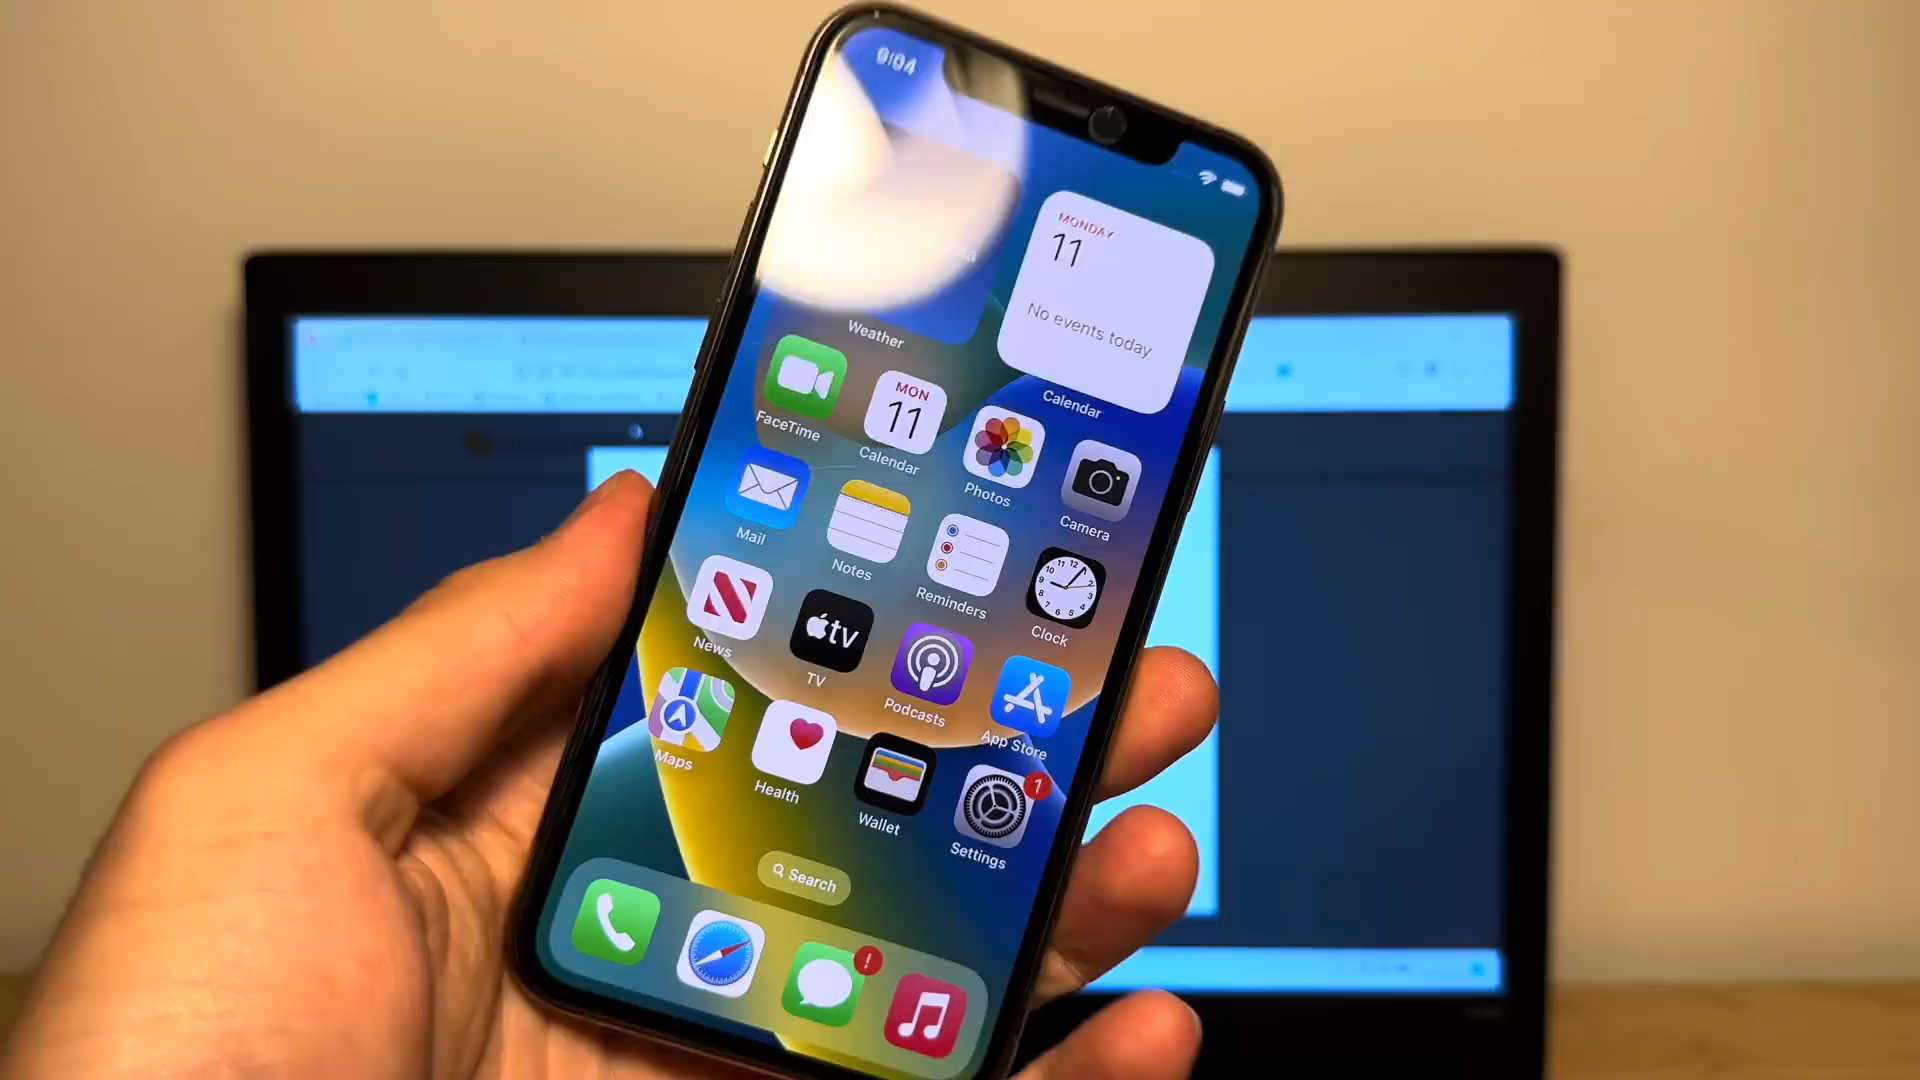 9:04
MONDAY
11
No events today
Weather
Calendar
FaceTime
MON
11
Calendar
Photos
Camera
Mail
Notes
Reminders
Clock
News
tv
TV
Podcasts
App Store
Maps
Health
Wallet
1
Settings
Search
!